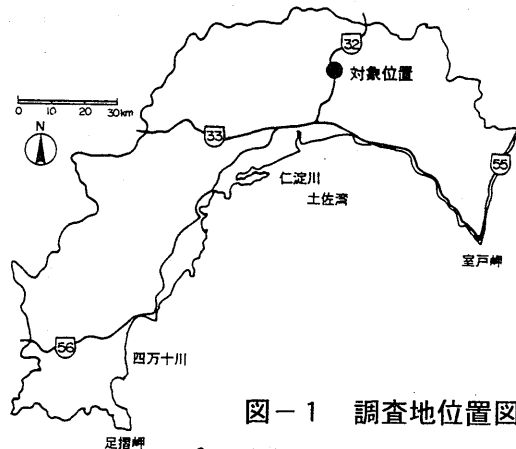 32
対象位置
0 10 20 30km
N
33
仁淀川
土佐湾
55
室戸岬
56
四万十川
図－1 調査地位置図
足摺岬